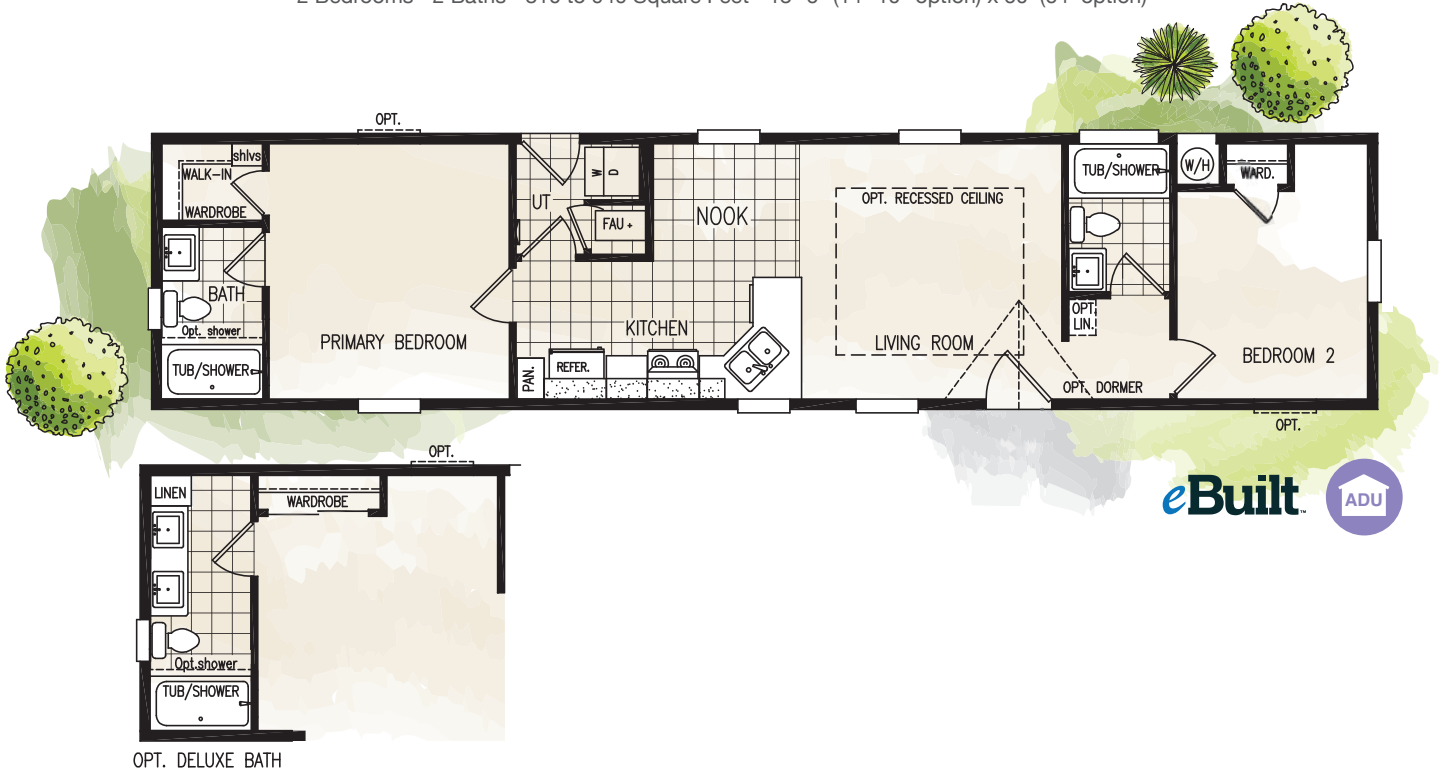 OPT.
shlvs
WALK-IN
WARDROBE
BATH
Opt. shower
TUB/SHOWER
PRIMARY BEDROOM
UT
W
D
FAU +
NOOK
KITCHEN
PAN.
REFER.
OPT. RECESSED CEILING
LIVING ROOM
OPT. DORMER
TUB/SHOWER
OPT.
LIN.
W/H
WARD.
BEDROOM 2
OPT.
eBuilt™
ADU
OPT.
LINEN
WARDROBE
Opt.shower
TUB/SHOWER
OPT. DELUXE BATH